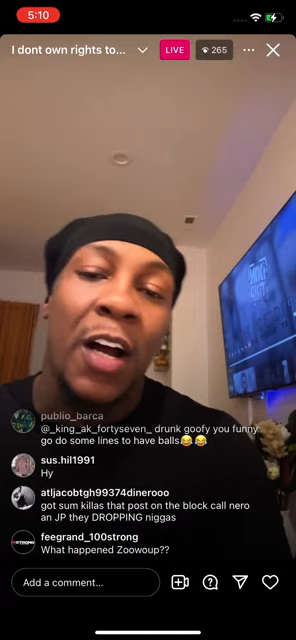 5:10
I dont own rights to...
LIVE
265
publio_barca
@_king_ak_fortyseven_ drunk goofy you funny
go do some lines to have balls😂😂
sus.hil1991
Hy
atljacobtgh99374dinerooo
got sum killas that post on the block call nero
an JP they DROPPING niggas
feegrand_100strong
What happened Zoowoup??
Add a comment...